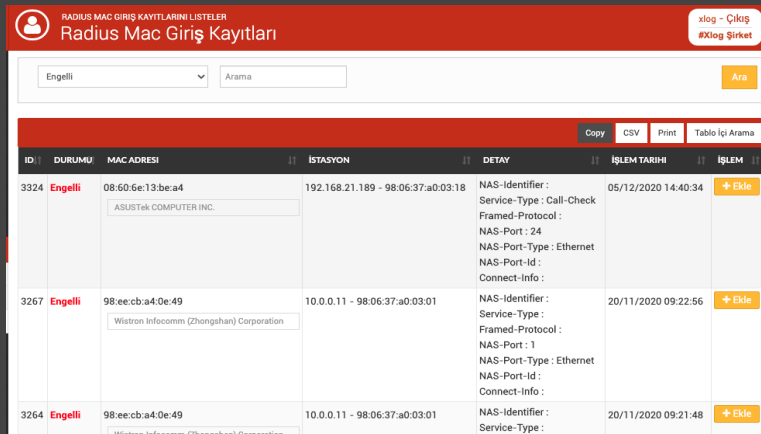 RADIUS MAC GIRIŞ KAYITLARINI LISTELER
Radius Mac Giriş Kayıtları
xlog - Çıkış
#Xlog Şirket
Engelli
Arama
Ara
Copy
CSV
Print
Tablo İçi Arama
ID DURUMU MAC ADRESI İSTASYON DETAY İŞLEM TARIHI İŞLEM
3324 Engelli 08:60:6e:13:be:a4 192.168.21.189 - 98:06:37:a0:03:18 NAS-Identifier : 05/12/2020 14:40:34 + Ekle
ASUSTek COMPUTER INC.
Service-Type : Call-Check
Framed-Protocol :
NAS-Port : 24
NAS-Port-Type : Ethernet
NAS-Port-Id :
Connect-Info :
3267 Engelli 98:ee:cb:a4:0e:49 10.0.0.11 - 98:06:37:a0:03:01 NAS-Identifier : 20/11/2020 09:22:56 + Ekle
Wistron Infocomm (Zhongshan) Corporation
Service-Type :
Framed-Protocol :
NAS-Port : 1
NAS-Port-Type : Ethernet
NAS-Port-Id :
Connect-Info :
3264 Engelli 98:ee:cb:a4:0e:49 10.0.0.11 - 98:06:37:a0:03:01 NAS-Identifier : 20/11/2020 09:21:48 + Ekle
Wistron Infocomm (Zhongshan) Corporation
Service-Type :